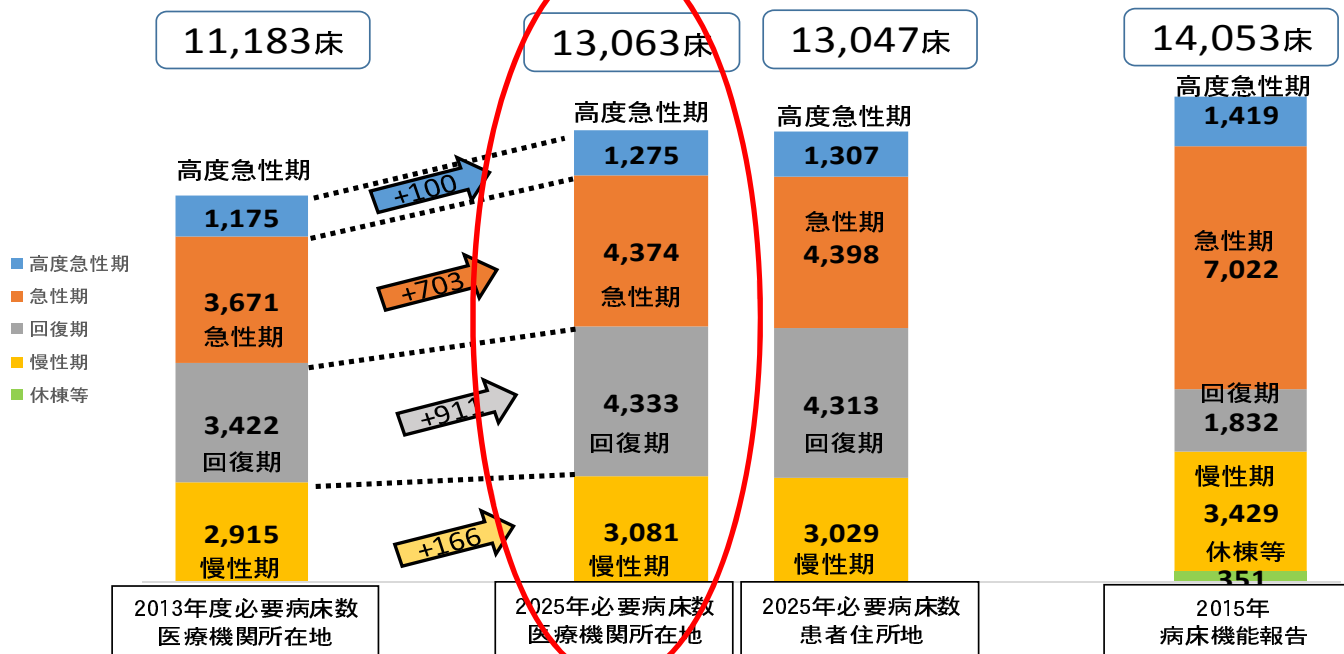 11,183床
13,063床
13,047床
14,053床
高度急性期
急性期
回復期
慢性期
休棟等
高度急性期
1,175
3,671
急性期
3,422
回復期
2,915
慢性期
2013年度必要病床数
医療機関所在地
+100
+703
+911
+166
高度急性期
1,275
4,374
急性期
4,333
回復期
3,081
慢性期
2025年必要病床数
医療機関所在地
高度急性期
1,307
急性期
4,398
4,313
回復期
3,029
慢性期
2025年必要病床数
患者住所地
高度急性期
1,419
急性期
7,022
回復期
1,832
慢性期
3,429
休棟等
351
2015年
病床機能報告